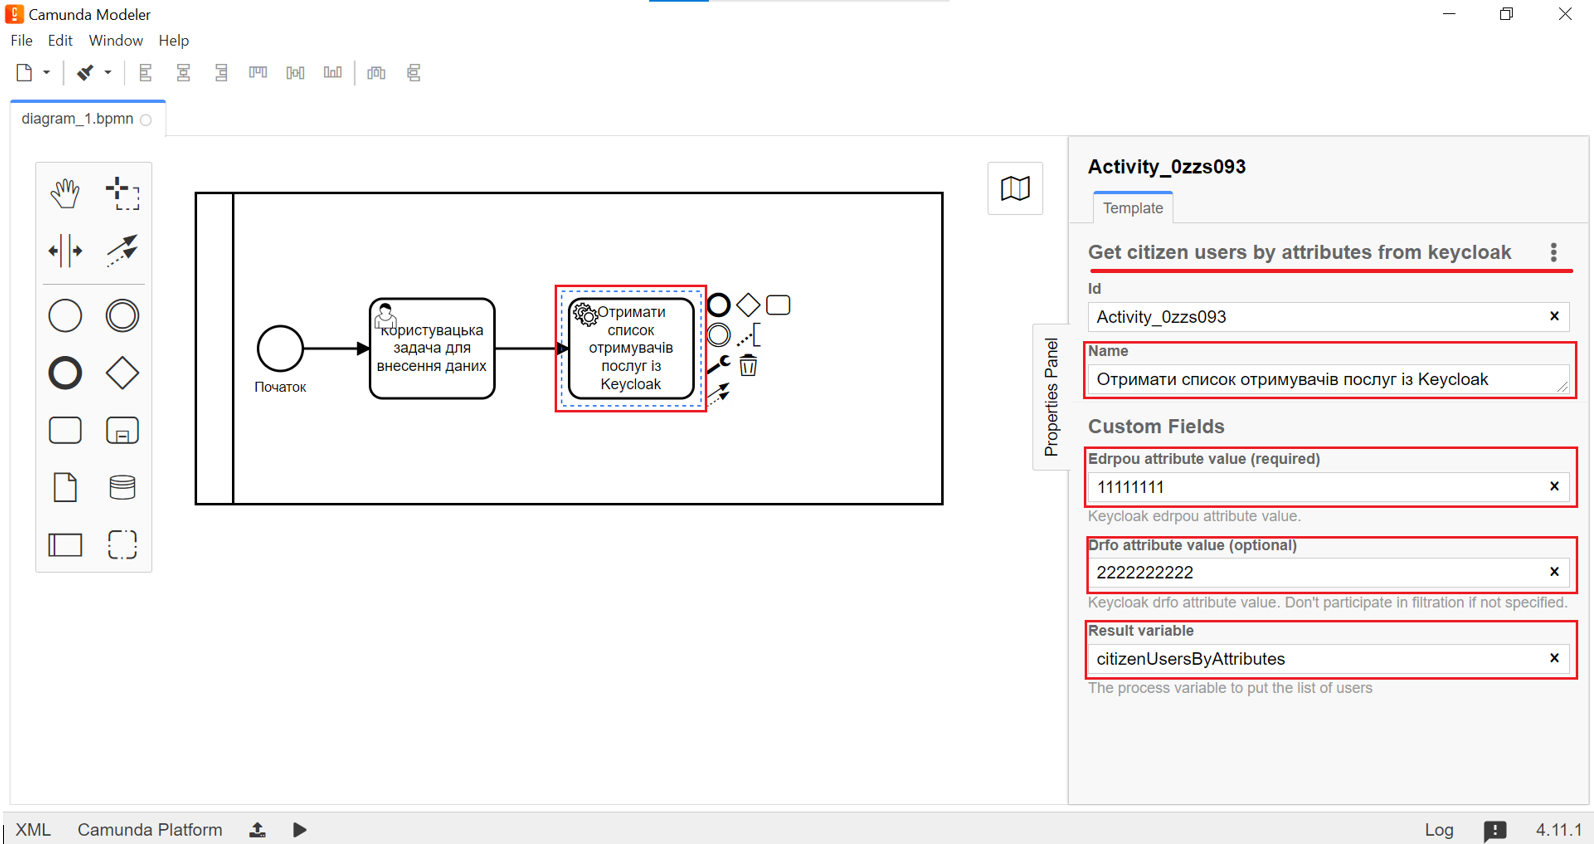 Camunda Modeler
File Edit Window Help
diagram_1.bpmn
Початок
Користувацька
задача для
внесення даних
Отримати
список
отримувачів
послуг із
Keycloak
Properties Panel
Activity_0zzs093
Template
Get citizen users by attributes from keycloak
Id
Activity_0zzs093
Name
Отримати список отримувачів послуг із Keycloak
Custom Fields
Edrpou attribute value (required)
11111111
Keycloak edrpou attribute value.
Drfo attribute value (optional)
2222222222
Keycloak drfo attribute value. Don't participate in filtration if not specified.
Result variable
citizenUsersByAttributes
The process variable to put the list of users
XML Camunda Platform Log 4.11.1